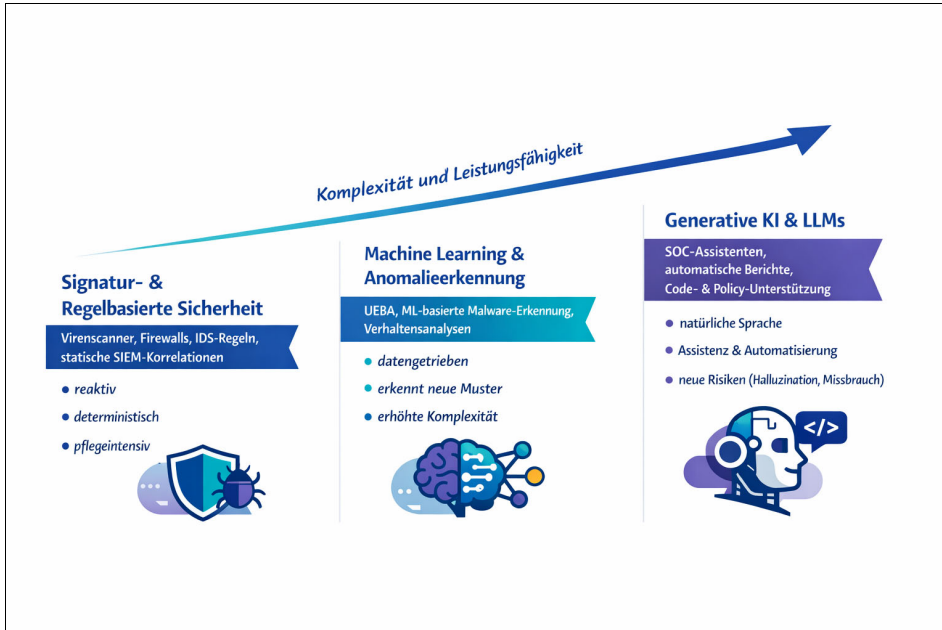 Komplexität und Leistungsfähigkeit
Signatur- &
Regelbasierte Sicherheit
Virenscanner, Firewalls, IDS-Regeln,
statische SIEM-Korrelationen
• reaktiv
• deterministisch
• pflegeintensiv
Machine Learning &
Anomalieerkennung
UEBA, ML-basierte Malware-Erkennung,
Verhaltensanalysen
• datengetrieben
• erkennt neue Muster
• erhöhte Komplexität
Generative KI & LLMs
SOC-Assistenten,
automatische Berichte,
Code- & Policy-Unterstützung
• natürliche Sprache
• Assistenz & Automatisierung
• neue Risiken (Halluzination, Missbrauch)
</>